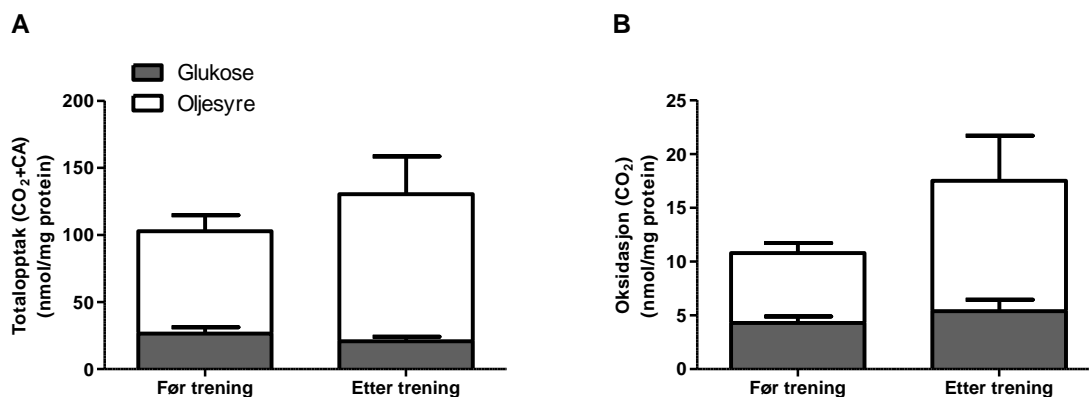 A
Glukose
Oljesyre
Totalopptak (CO₂+CA)
(nmol/mg protein)
200
150
100
50
0
Før trening
Etter trening
B
Oksidasjon (CO₂)
(nmol/mg protein)
25
20
15
10
5
0
Før trening
Etter trening